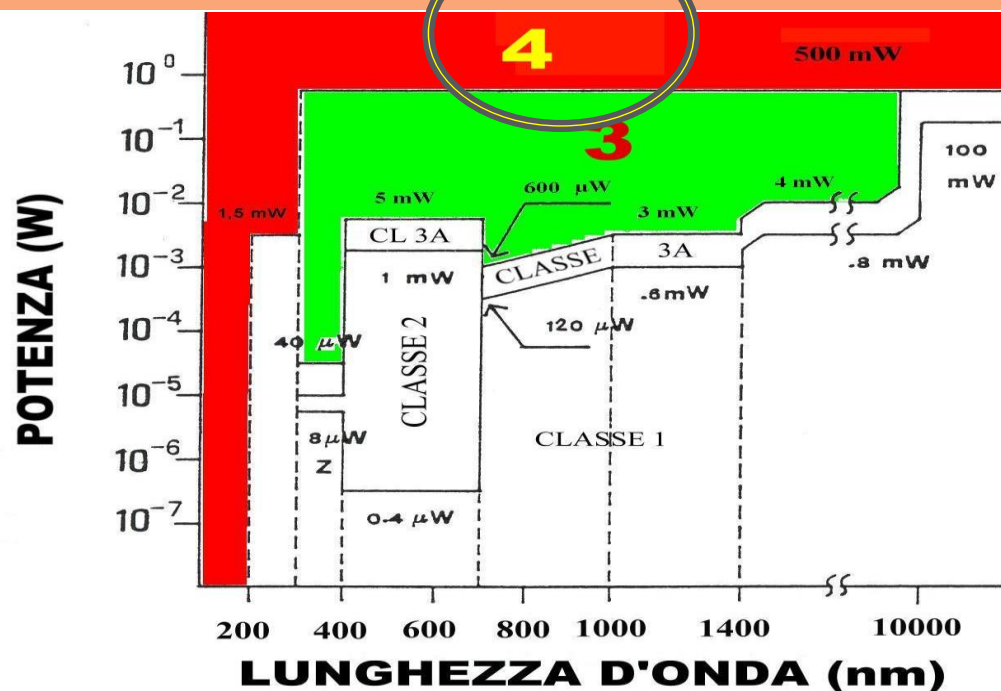 4
500 mW
10⁰
3
10⁻¹
100 mW
600 μW
4 mW
10⁻²
5 mW
1,5 mW
3 mW
CL 3A
CLASSE
3A
10⁻³
1 mW
.8 mW
.6mW
120 μW
10⁻⁴
40 μW
CLASSE 2
10⁻⁵
8μW
N
CLASSE 1
10⁻⁶
10⁻⁷
0.4 μW
POTENZA (W)
200 400 600 800 1000 1400 10000
LUNGHEZZA D'ONDA (nm)